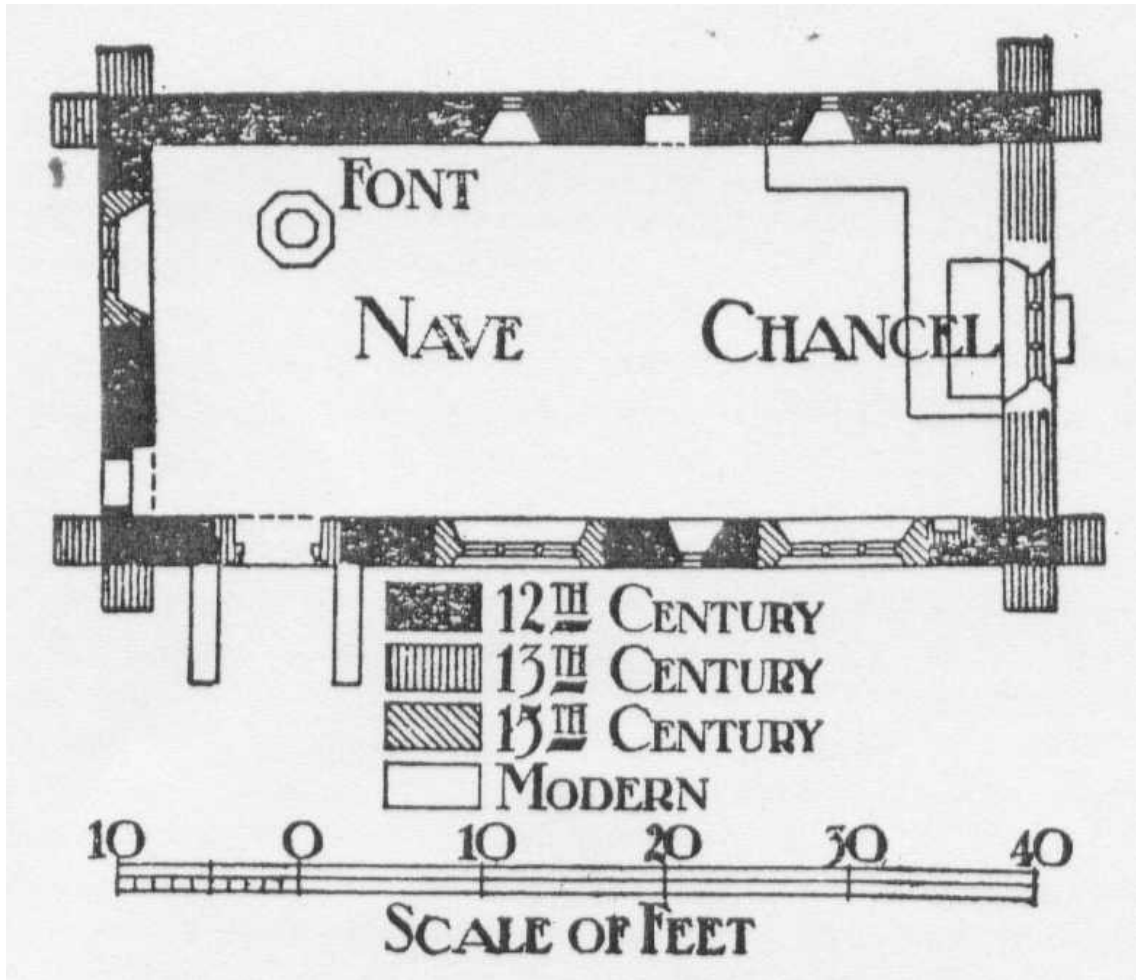 FONT
NAVE
CHANCEL
12TH CENTURY
13TH CENTURY
15TH CENTURY
MODERN
10 0 10 20 30 40
SCALE OF FEET